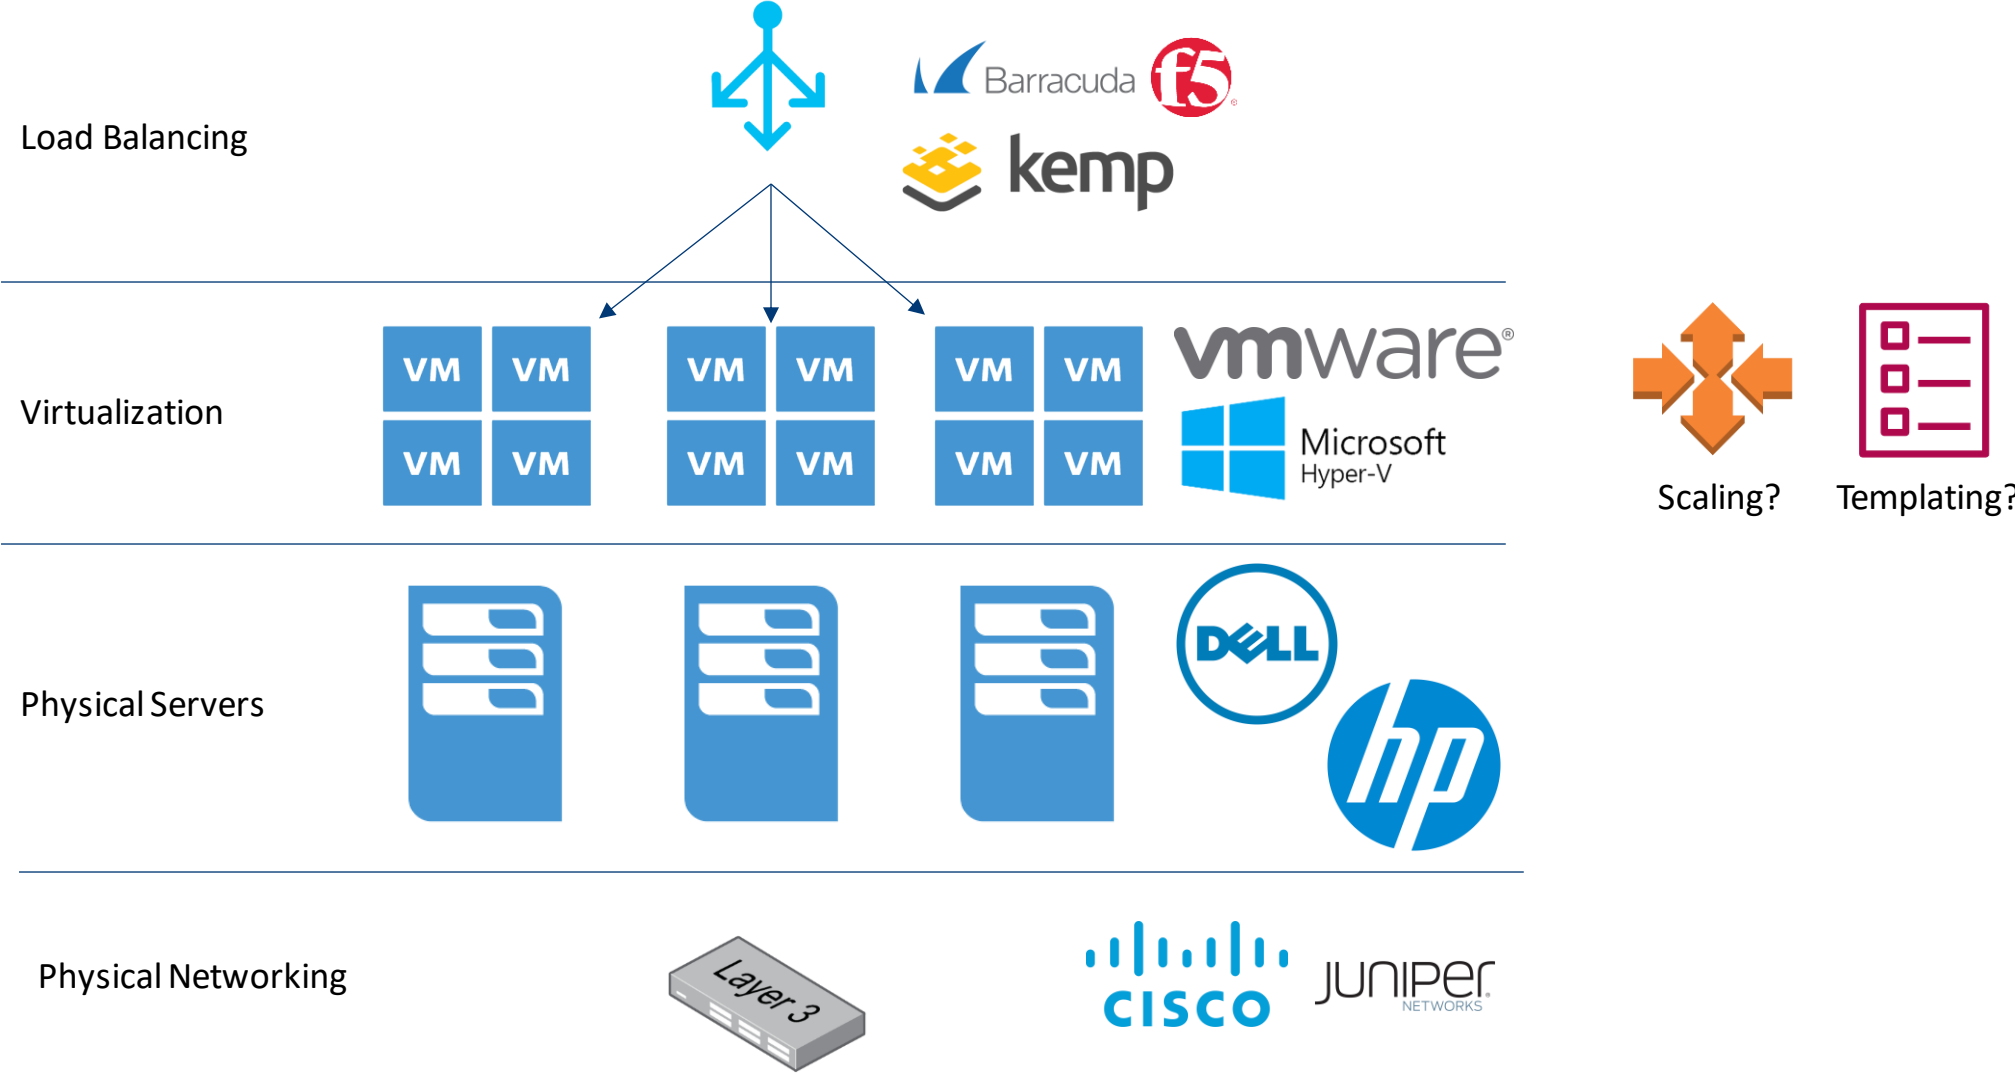 Barracuda
f5®
Load Balancing
kemp
VM VM VM VM VM VM
vmware®
Virtualization
Microsoft
Hyper-V
VM VM VM VM VM VM
Scaling? Templating?
DELL
Physical Servers
hp
Physical Networking
Layer 3
CISCO
JUNIPer
NETWORKS